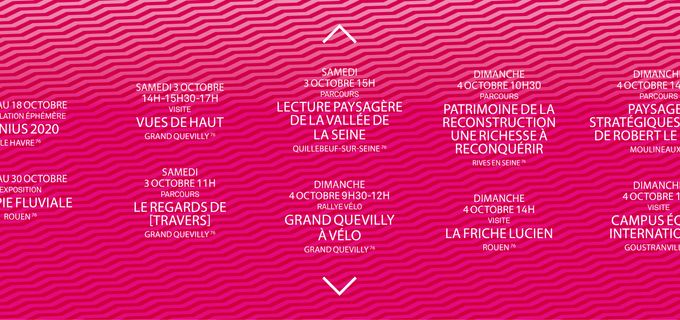 AU 18 OCTOBRE
LATION ÉPHÉMÈRE
NIUS 2020
LE HAVRE 76
AU 30 OCTOBRE
EXPOSITION
PIE FLUVIALE
ROUEN 76
SAMEDI 3 OCTOBRE
14H-15H30-17H
VISITE
VUES DE HAUT
GRAND QUEVILLY 76
SAMEDI
3 OCTOBRE 11H
PARCOURS
LE REGARDS DE
[TRAVERS]
GRAND QUEVILLY 76
SAMEDI
3 OCTOBRE 15H
PARCOURS
LECTURE PAYSAGÈRE
DE LA VALLÉE DE
LA SEINE
QUILLEBEUF-SUR-SEINE 76
DIMANCHE
4 OCTOBRE 9H30-12H
RALLYE VÉLO
GRAND QUEVILLY
À VÉLO
GRAND QUEVILLY 76
DIMANCHE
4 OCTOBRE 10H30
PARCOURS
PATRIMOINE DE LA
RECONSTRUCTION
UNE RICHESSE À
RECONQUÉRIR
RIVES EN SEINE 76
DIMANCHE
4 OCTOBRE 14H
VISITE
LA FRICHE LUCIEN
ROUEN 76
DIMANC
4 OCTOBRE 14
PARCOURS
PAYSAGE
STRATÉGIQUES
DE ROBERT LE
MOULINEAUX
DIMANC
4 OCTOBRE 1
VISITE
CAMPUS ÉC
INTERNATIO
GOUSTRANVIL